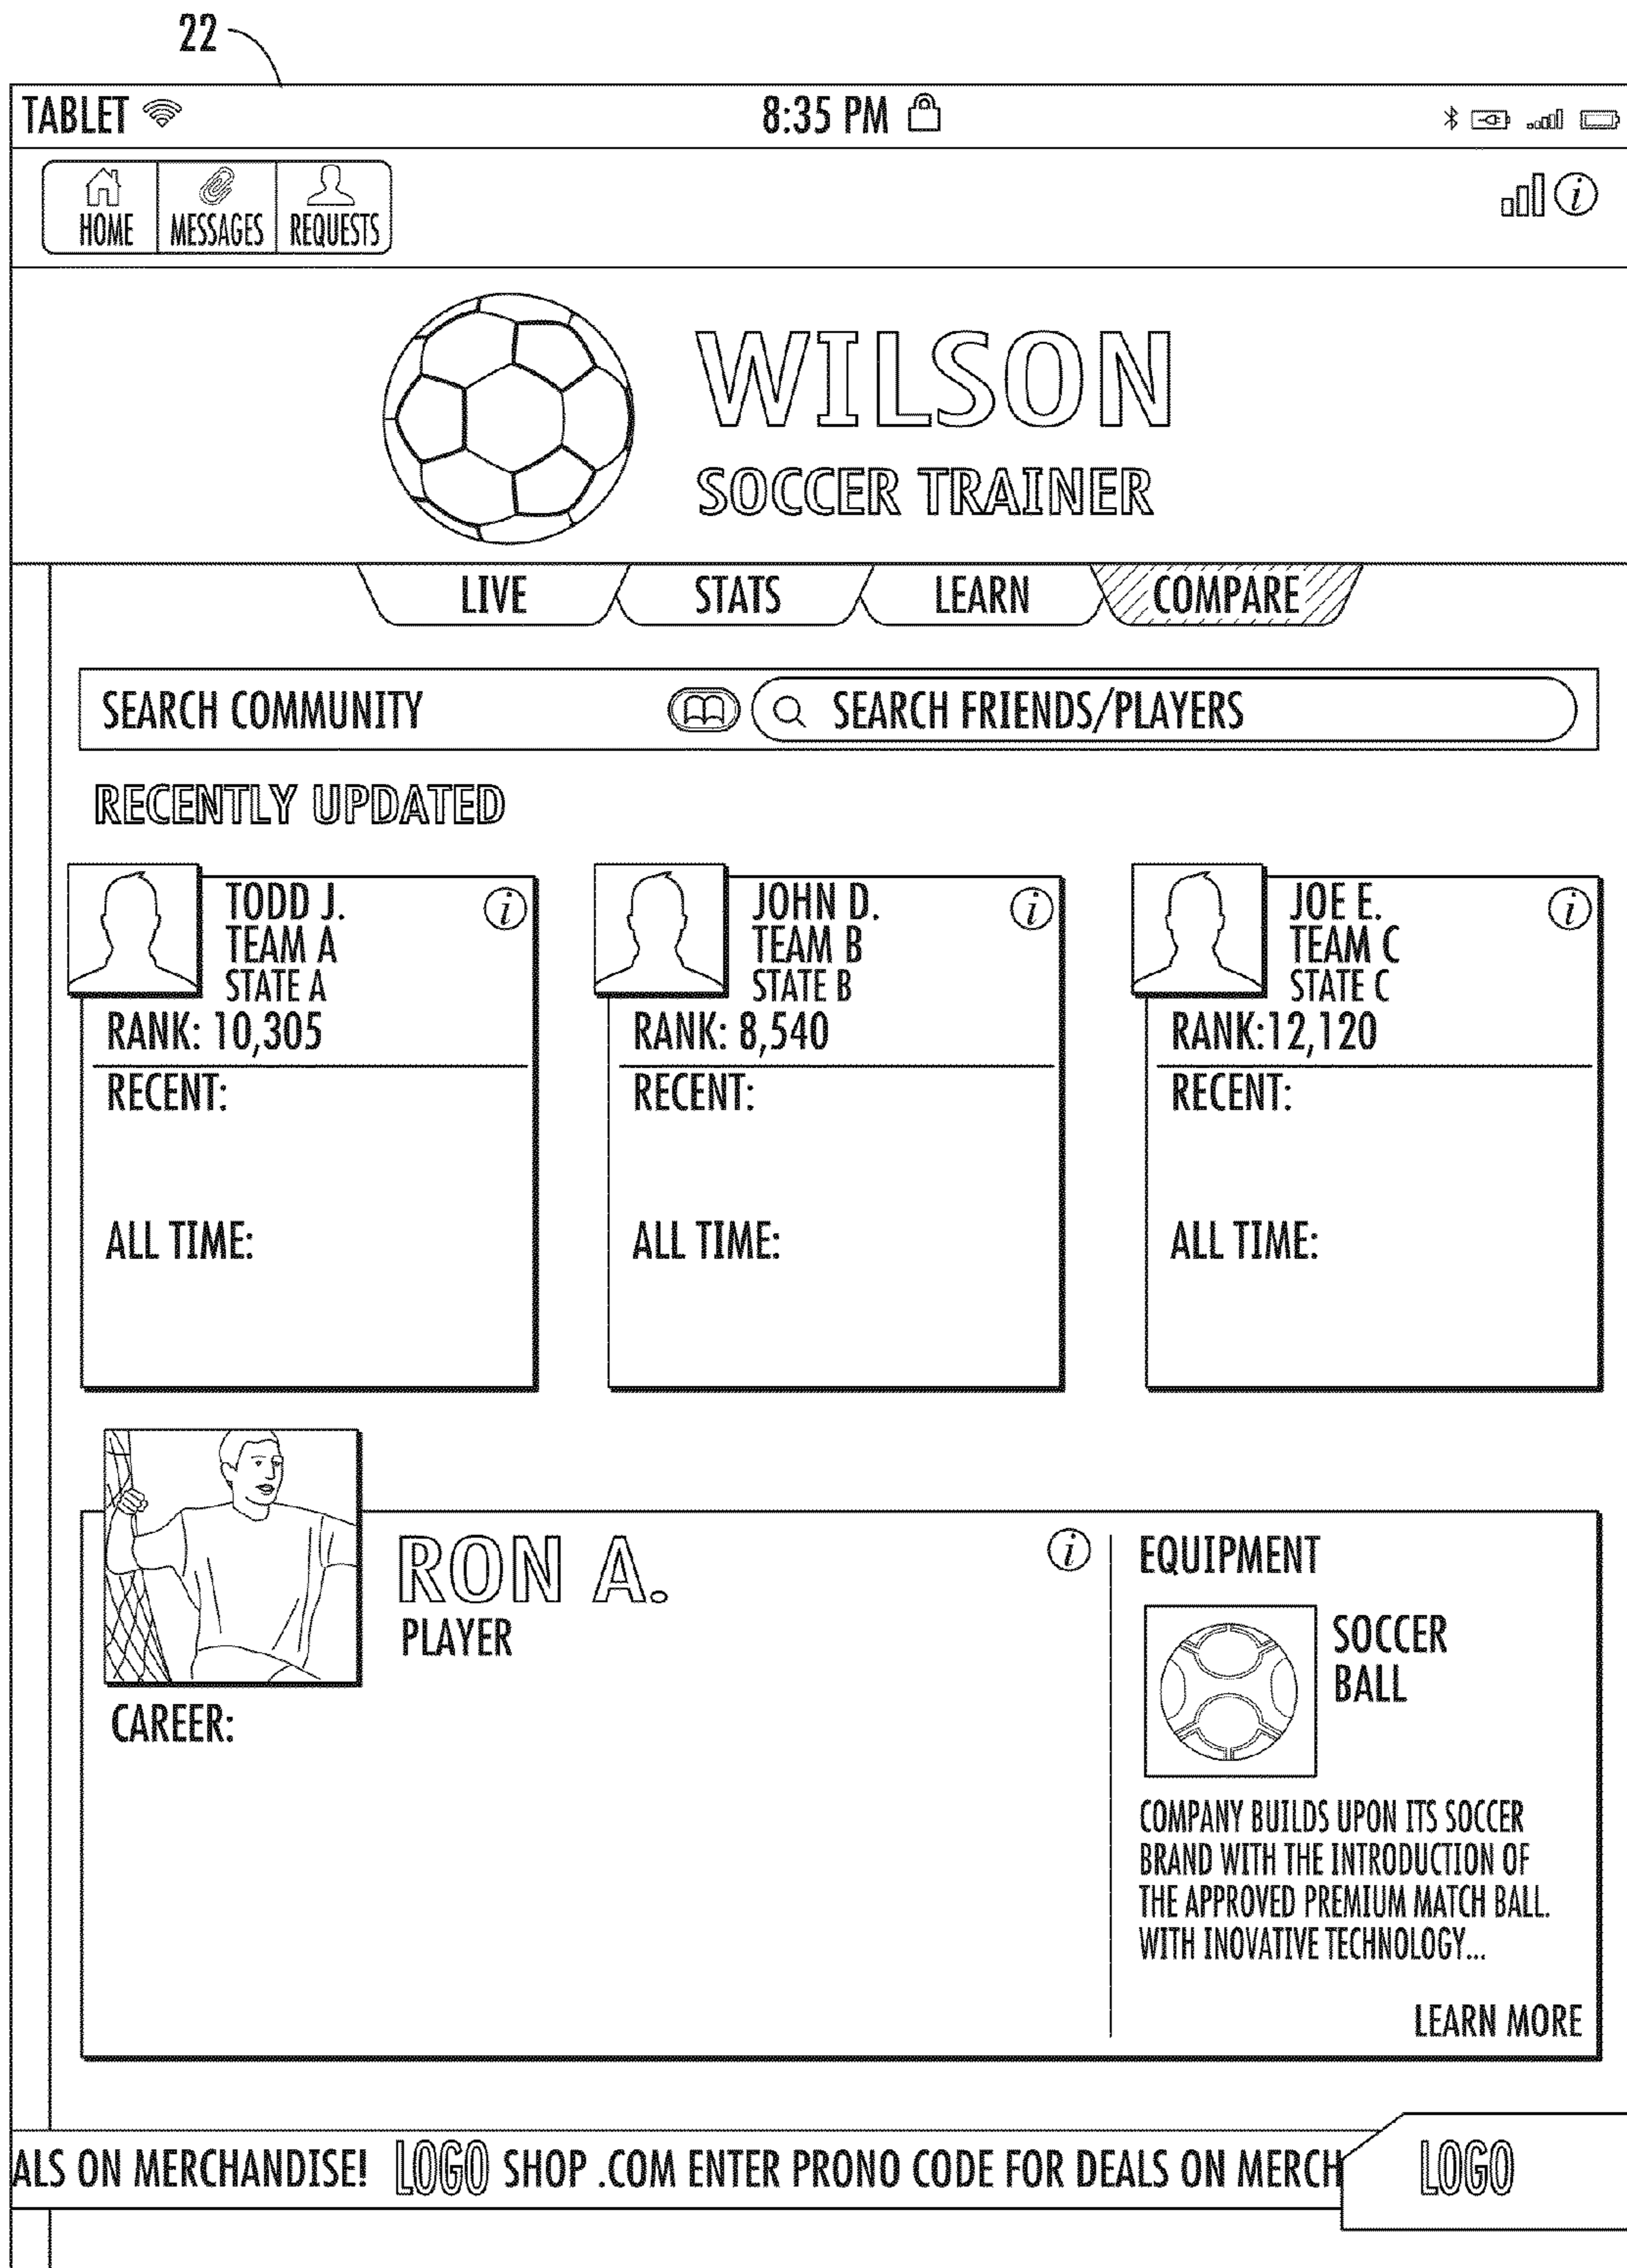 22
TABLET 8:35 PM
HOME MESSAGES REQUESTS
i
WILSON
SOCCER TRAINER
LIVE STATS LEARN COMPARE
SEARCH COMMUNITY SEARCH FRIENDS/PLAYERS
RECENTLY UPDATED
TODD J. i
TEAM A
STATE A
RANK: 10,305
RECENT:
ALL TIME:
JOHN D. i
TEAM B
STATE B
RANK: 8,540
RECENT:
ALL TIME:
JOE E. i
TEAM C
STATE C
RANK:12,120
RECENT:
ALL TIME:
RON A. i
PLAYER
CAREER:
EQUIPMENT
SOCCER
BALL
COMPANY BUILDS UPON ITS SOCCER
BRAND WITH THE INTRODUCTION OF
THE APPROVED PREMIUM MATCH BALL.
WITH INOVATIVE TECHNOLOGY...
LEARN MORE
ALS ON MERCHANDISE! LOGO SHOP .COM ENTER PRONO CODE FOR DEALS ON MERCH LOGO